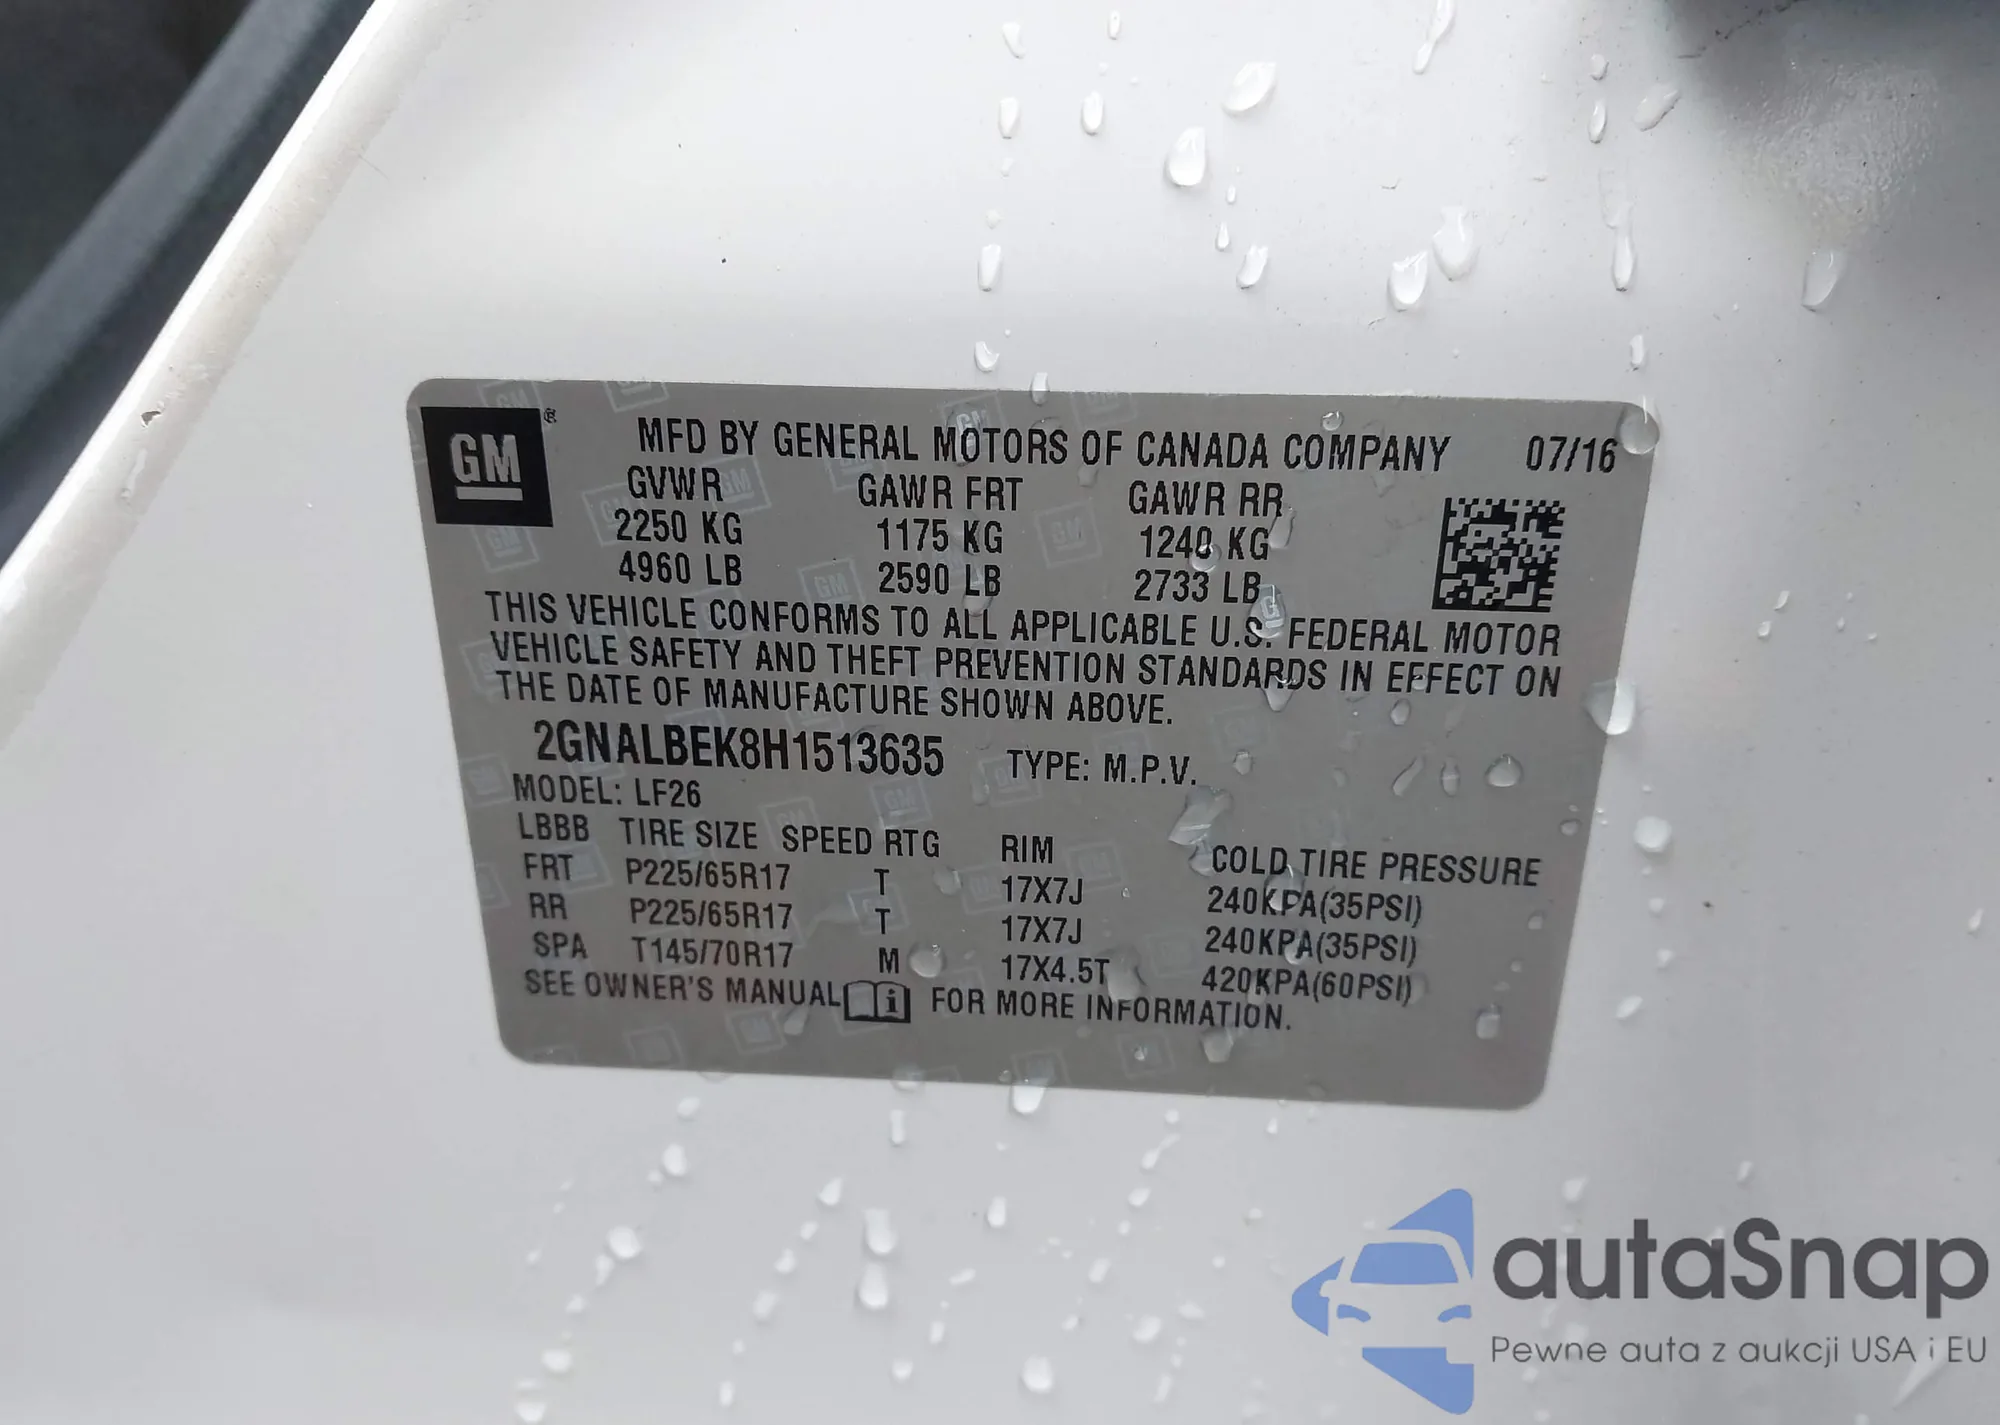 GM®
MFD BY GENERAL MOTORS OF CANADA COMPANY 07/16
GVWR GAWR FRT GAWR RR
2250 KG 1175 KG 1240 KG
4960 LB 2590 LB 2733 LB
THIS VEHICLE CONFORMS TO ALL APPLICABLE U.S. FEDERAL MOTOR
VEHICLE SAFETY AND THEFT PREVENTION STANDARDS IN EFFECT ON
THE DATE OF MANUFACTURE SHOWN ABOVE.
2GNALBEK8H1513635 TYPE: M.P.V.
MODEL: LF26
LBBB TIRE SIZE SPEED RTG RIM COLD TIRE PRESSURE
FRT P225/65R17 T 17X7J 240KPA(35PSI)
RR P225/65R17 T 17X7J 240KPA(35PSI)
SPA T145/70R17 M 17X4.5T 420KPA(60PSI)
SEE OWNER'S MANUAL i FOR MORE INFORMATION.
autaSnap
Pewne auta z aukcji USA i EU